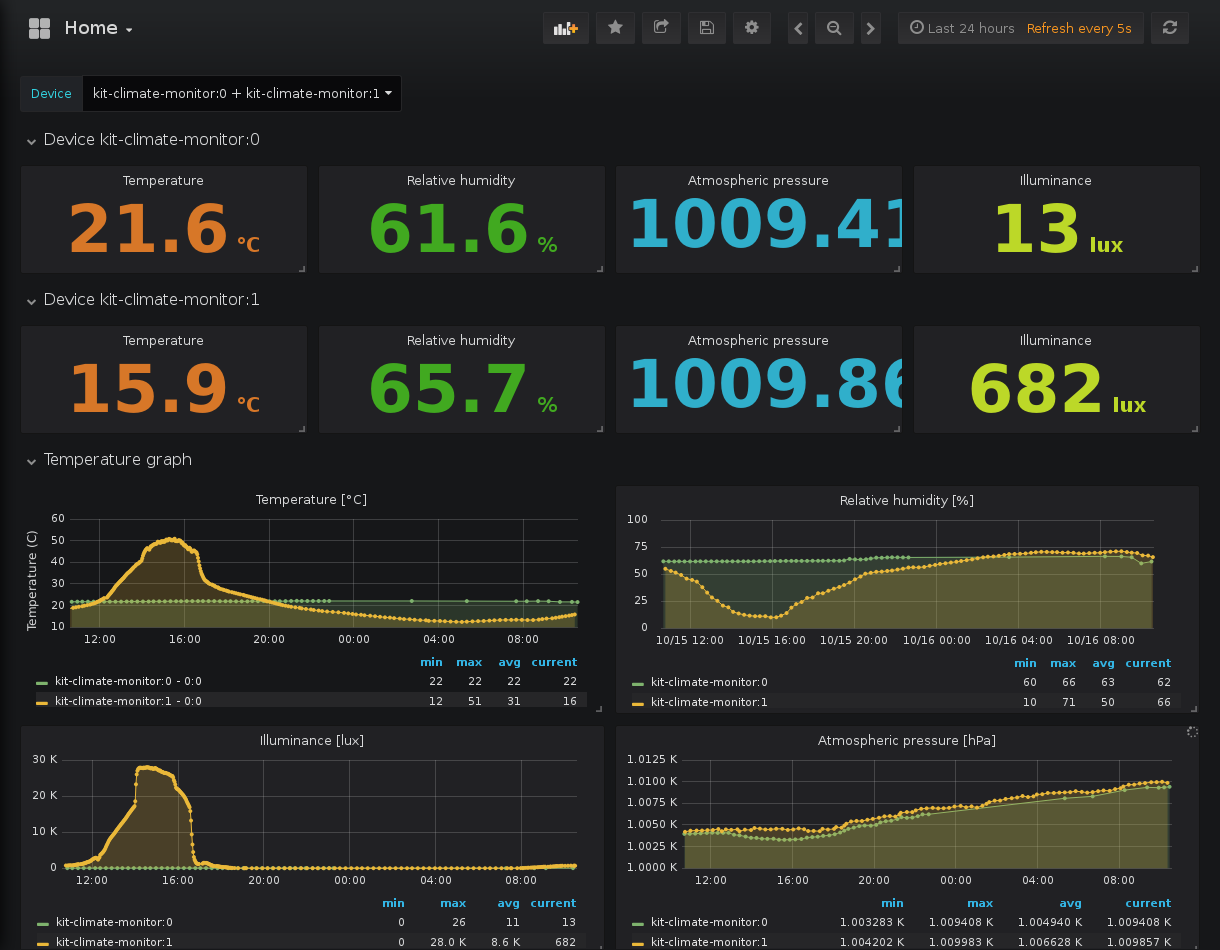 Home
Last 24 hours Refresh every 5s
Device kit-climate-monitor:0 + kit-climate-monitor:1
Device kit-climate-monitor:0
Temperature Relative humidity Atmospheric pressure Illuminance
21.6 °C 61.6 % 1009.41 13 lux
Device kit-climate-monitor:1
Temperature Relative humidity Atmospheric pressure Illuminance
15.9 °C 65.7 % 1009.86 682 lux
Temperature graph
Temperature [°C]
Temperature (C)
60
50
40
30
20
10
12:00 16:00 20:00 00:00 04:00 08:00
min max avg current
kit-climate-monitor:0 - 0:0 22 22 22 22
kit-climate-monitor:1 - 0:0 12 51 31 16
Relative humidity [%]
100
75
50
25
0
10/15 12:00 10/15 16:00 10/15 20:00 10/16 00:00 10/16 04:00 10/16 08:00
min max avg current
kit-climate-monitor:0 60 66 63 62
kit-climate-monitor:1 10 71 50 66
Illuminance [lux]
30 K
20 K
10 K
0
12:00 16:00 20:00 00:00 04:00 08:00
min max avg current
kit-climate-monitor:0 0 26 11 13
kit-climate-monitor:1 0 28.0 K 8.6 K 682
Atmospheric pressure [hPa]
1.0125 K
1.0100 K
1.0075 K
1.0050 K
1.0025 K
1.0000 K
12:00 16:00 20:00 00:00 04:00 08:00
min max avg current
kit-climate-monitor:0 1.003283 K 1.009408 K 1.004940 K 1.009408 K
kit-climate-monitor:1 1.004202 K 1.009983 K 1.006628 K 1.009857 K